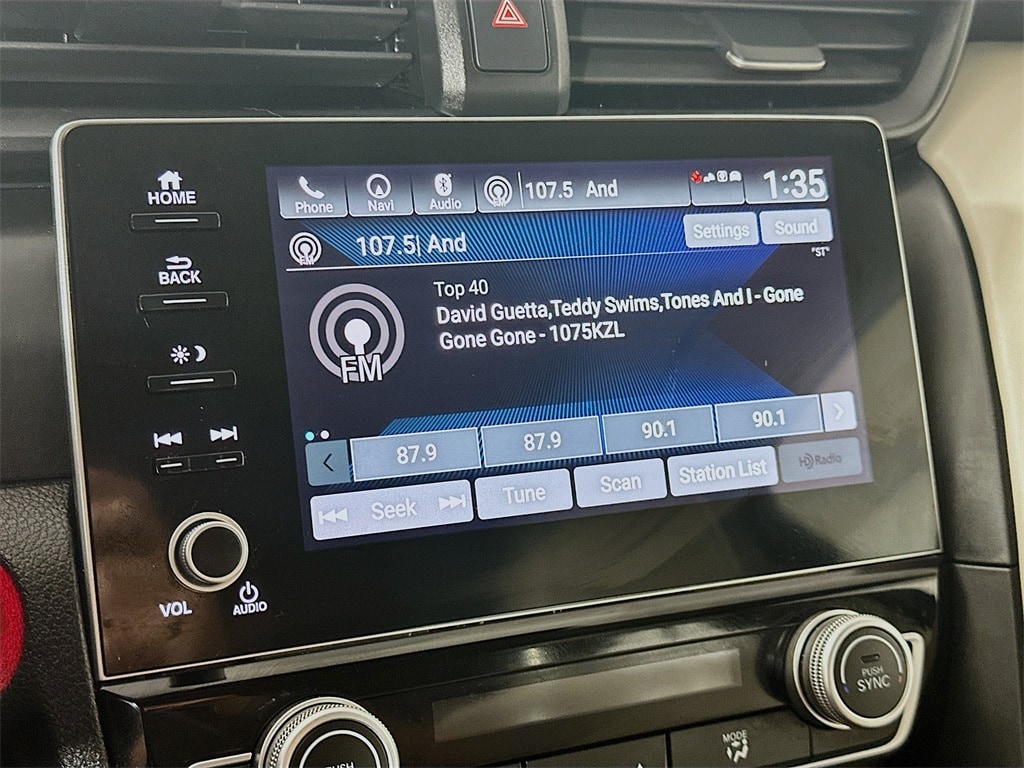 HOME
BACK
VOL
AUDIO
Phone
Navi
Audio
FM
107.5 And
1:35
FM
107.5| And
Settings
Sound
"ST"
FM
Top 40
David Guetta,Teddy Swims,Tones And I - Gone
Gone Gone - 1075KZL
87.9
87.9
90.1
90.1
Seek
Tune
Scan
Station List
HD Radio
PUSH
SYNC
MODE
PUSH